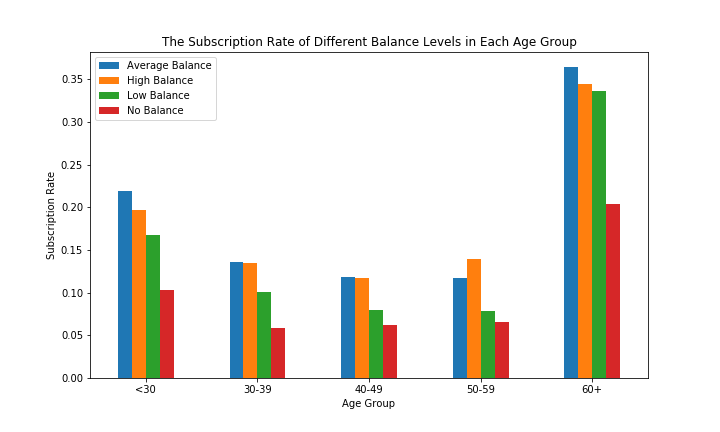 The Subscription Rate of Different Balance Levels in Each Age Group
Average Balance
High Balance
Low Balance
No Balance
Subscription Rate
0.35
0.30
0.25
0.20
0.15
0.10
0.05
0.00
<30
30-39
40-49
50-59
60+
Age Group